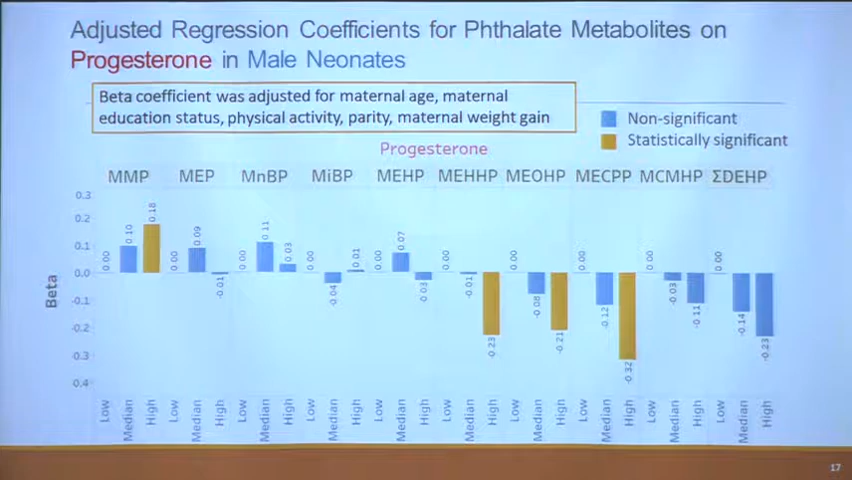 Adjusted Regression Coefficients for Phthalate Metabolites on
Progesterone in Male Neonates
Beta coefficient was adjusted for maternal age, maternal
education status, physical activity, parity, maternal weight gain
Non-significant
Statistically significant
Progesterone
MMP MEP MnBP MiBP MEHP MEHHP MEOHP MECPP MCMHP ΣDEHP
Beta
0.3
0.2
0.1
0.0
-0.1
-0.2
-0.3
0.4
0.00 0.10 0.18 0.00 0.09 -0.01 0.00 0.11 0.03 0.00 -0.04 0.01 0.00 0.07 -0.03 0.00 -0.01 -0.23 0.00 -0.08 -0.21 0.00 -0.12 -0.32 0.00 -0.03 -0.11 0.00 -0.14 -0.23
Low Median High Low Median High Low Median High Low Median High Low Median High Low Median High Low Median High Low Median High Low Median High Low Median High
17